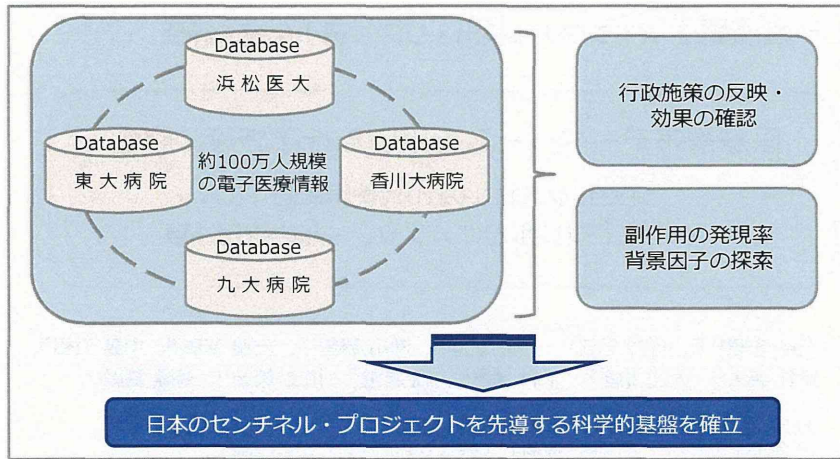 Database
浜松医大
Database
東大病院
約100万人規模
の電子医療情報
Database
香川大病院
Database
九大病院
行政施策の反映・
効果の確認
副作用の発現率
背景因子の探索
日本のセンチネル・プロジェクトを先導する科学的基盤を確立